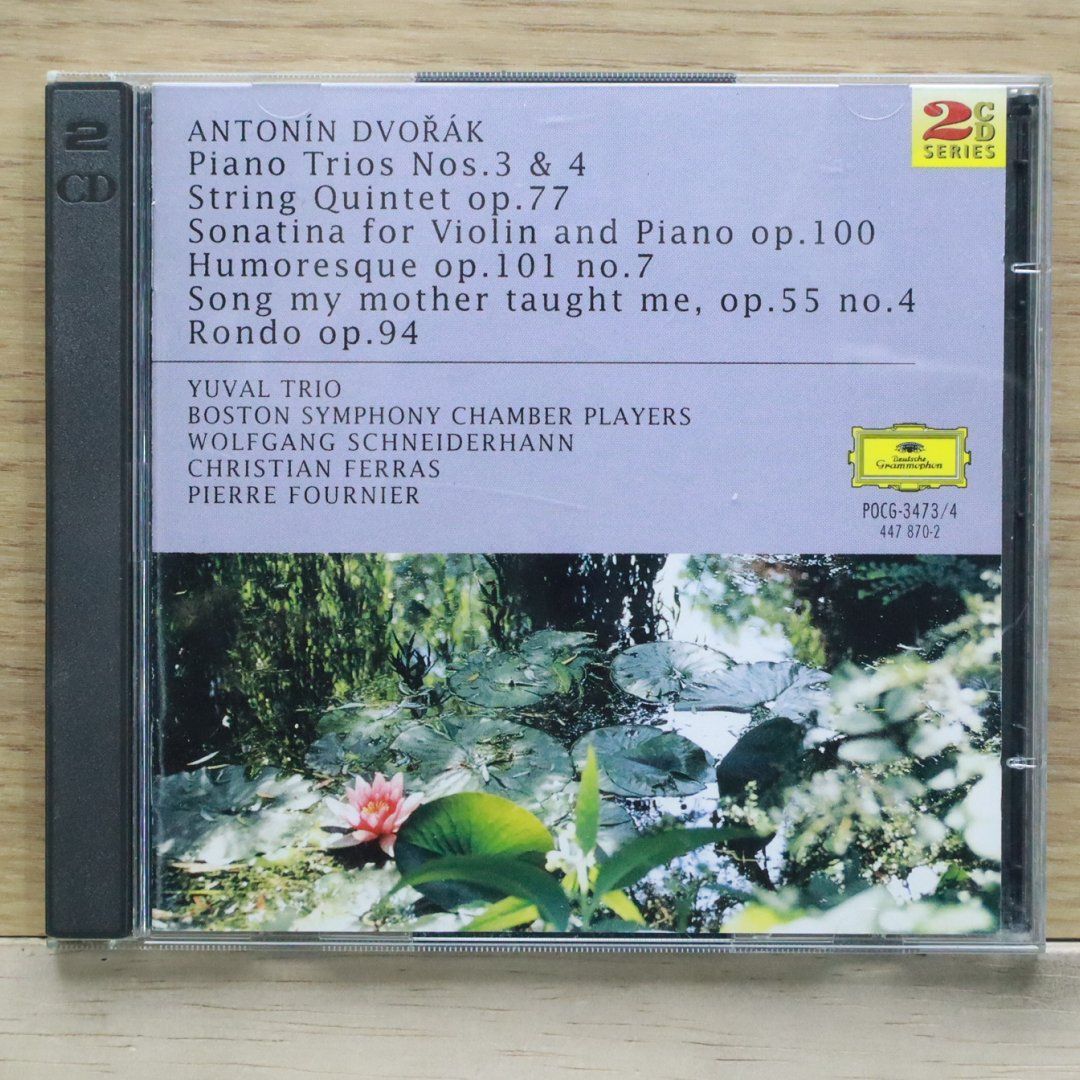 2
CD
ANTONÍN DVOŘÁK
Piano Trios Nos.3 & 4
String Quintet op.77
Sonatina for Violin and Piano op.100
Humoresque op.101 no.7
Song my mother taught me, op.55 no.4
Rondo op.94
2CD
SERIES
YUVAL TRIO
BOSTON SYMPHONY CHAMBER PLAYERS
WOLFGANG SCHNEIDERHANN
CHRISTIAN FERRAS
PIERRE FOURNIER
Deutsche
Grammophon
POCG-3473/4
447 870-2